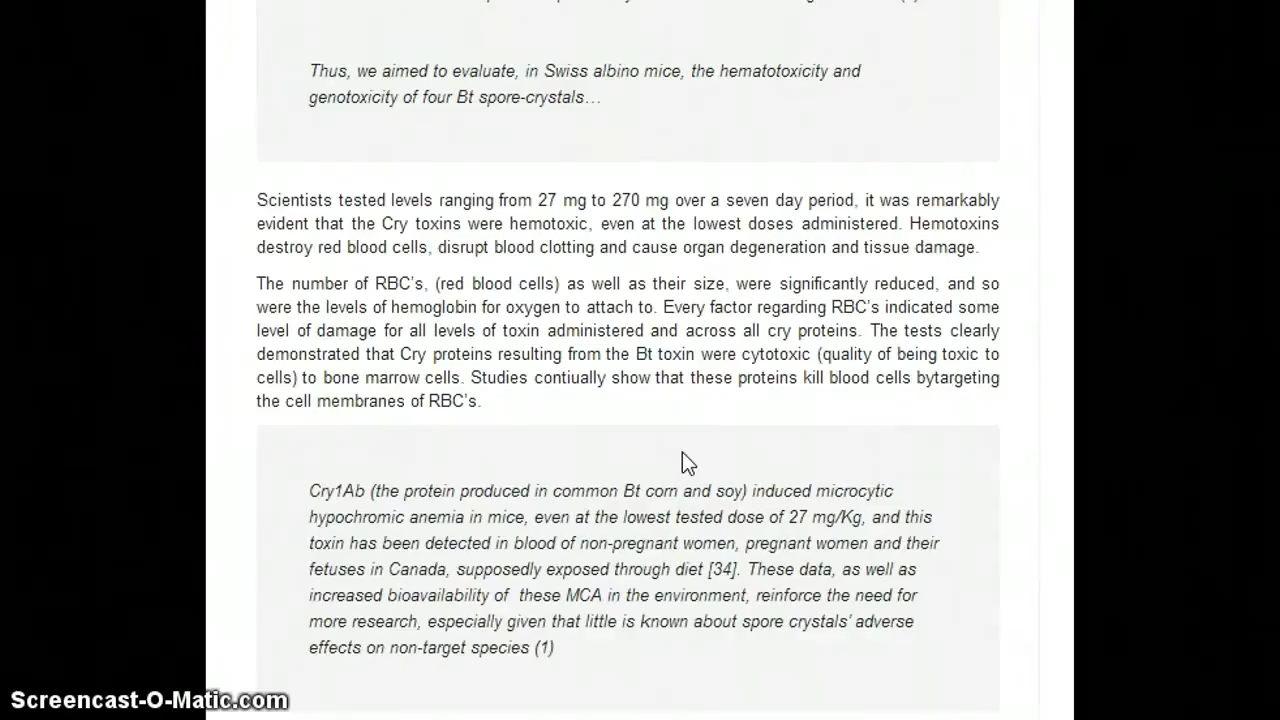 Thus, we aimed to evaluate, in Swiss albino mice, the hematotoxicity and
genotoxicity of four Bt spore-crystals…
Scientists tested levels ranging from 27 mg to 270 mg over a seven day period, it was remarkably
evident that the Cry toxins were hemotoxic, even at the lowest doses administered. Hemotoxins
destroy red blood cells, disrupt blood clotting and cause organ degeneration and tissue damage.
The number of RBC's, (red blood cells) as well as their size, were significantly reduced, and so
were the levels of hemoglobin for oxygen to attach to. Every factor regarding RBC's indicated some
level of damage for all levels of toxin administered and across all cry proteins. The tests clearly
demonstrated that Cry proteins resulting from the Bt toxin were cytotoxic (quality of being toxic to
cells) to bone marrow cells. Studies contiually show that these proteins kill blood cells bytargeting
the cell membranes of RBC's.
Cry1Ab (the protein produced in common Bt corn and soy) induced microcytic
hypochromic anemia in mice, even at the lowest tested dose of 27 mg/Kg, and this
toxin has been detected in blood of non-pregnant women, pregnant women and their
fetuses in Canada, supposedly exposed through diet [34]. These data, as well as
increased bioavailability of these MCA in the environment, reinforce the need for
more research, especially given that little is known about spore crystals' adverse
effects on non-target species (1)
Screencast-O-Matic.com